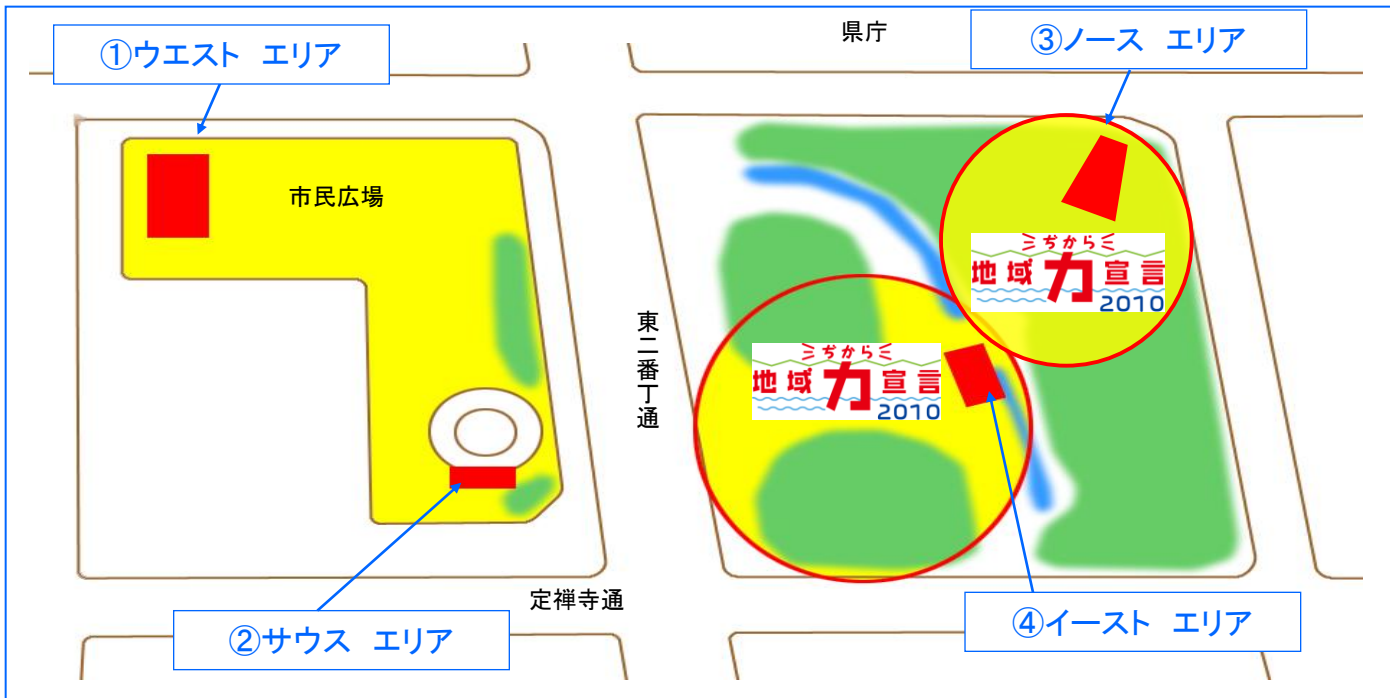 県庁
①ウエスト エリア
③ノース エリア
市民広場
ぢから
地域力宣言
2010
東二番丁通
ぢから
地域力宣言
2010
定禅寺通
②サウス エリア
④イースト エリア